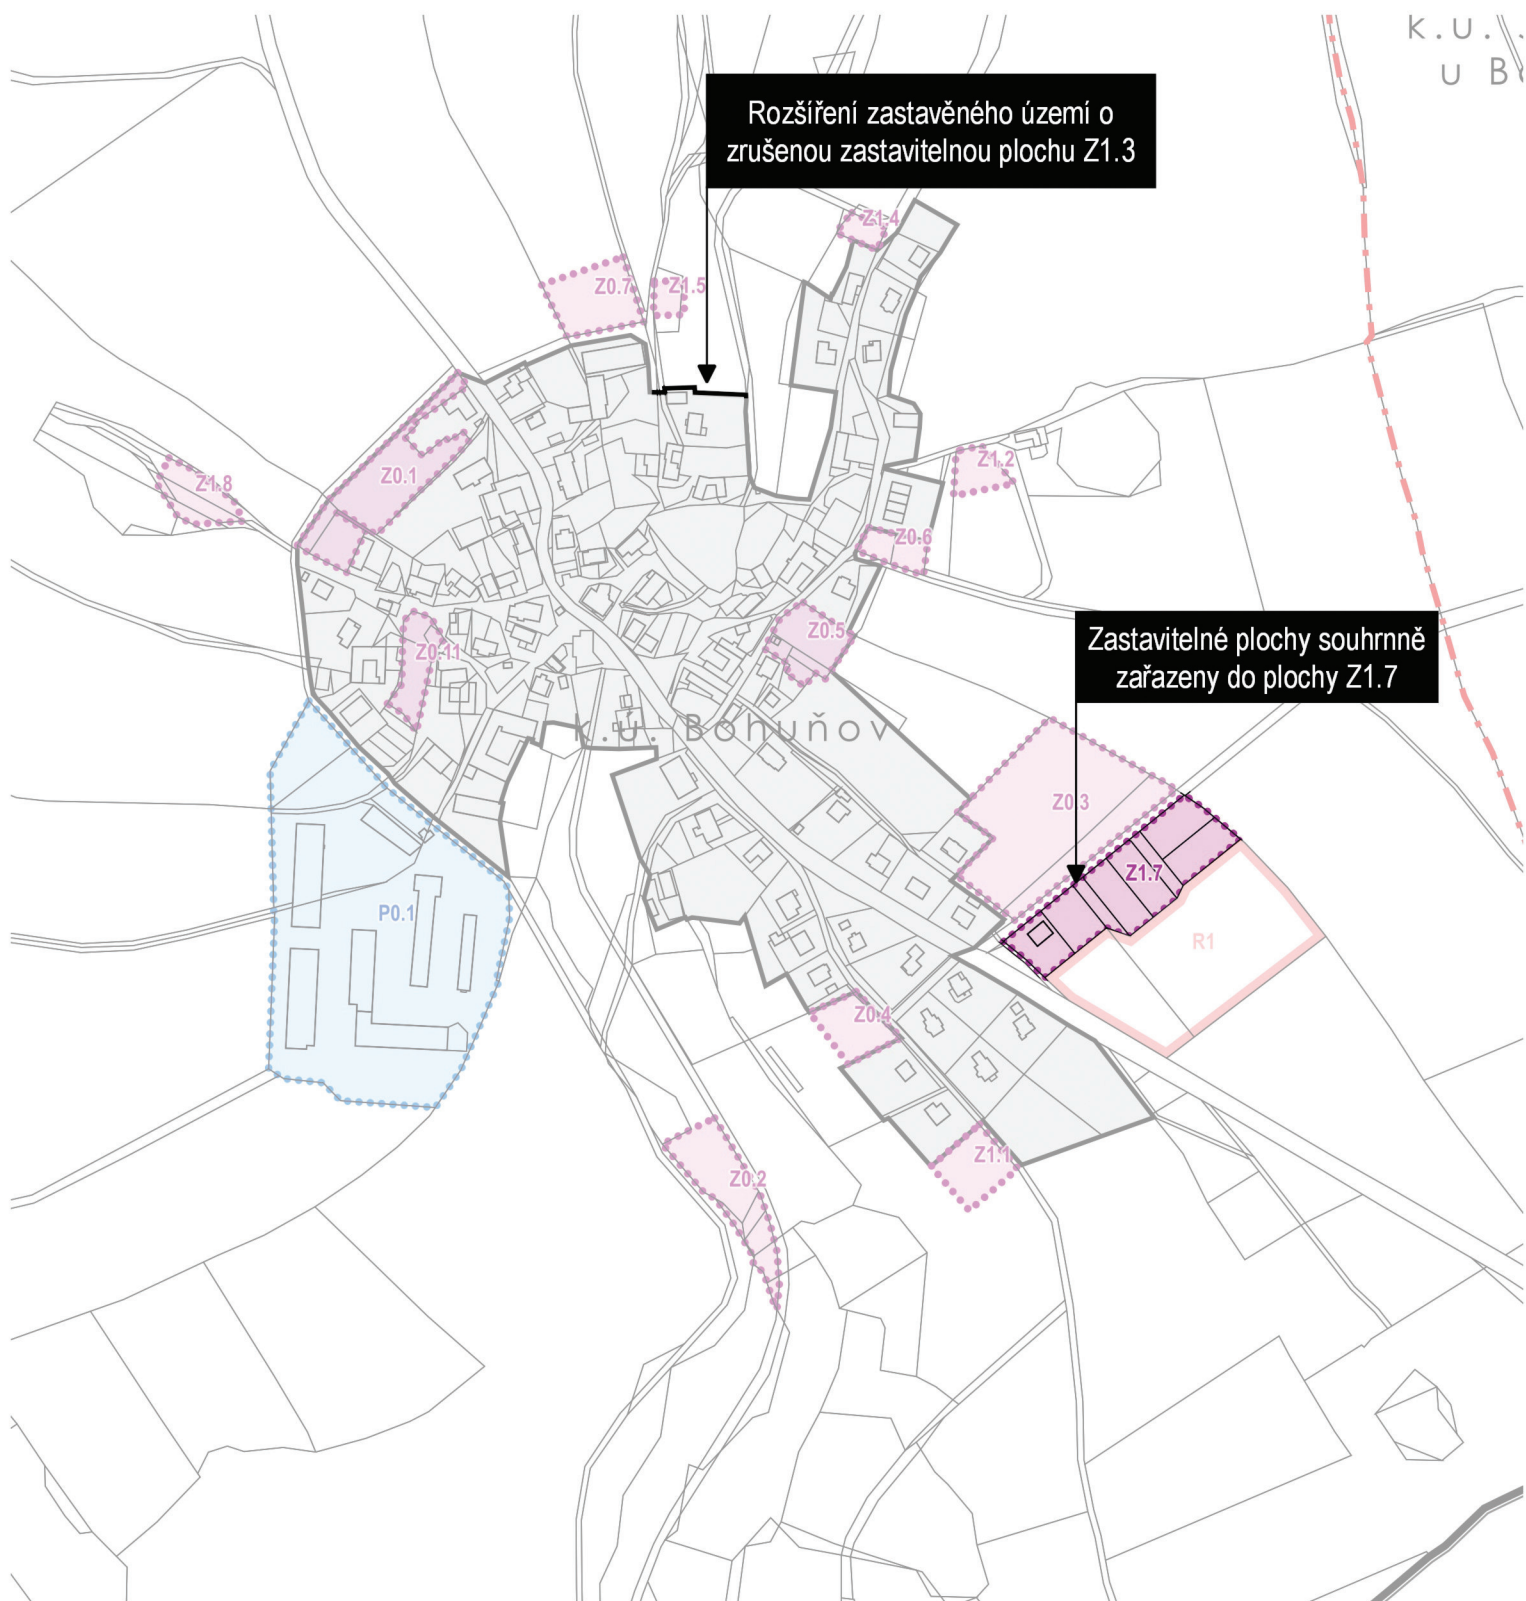 k.ú.
u Bo
Rozšíření zastavěného území o
zrušenou zastavitelnou plochu Z1.3
Z1.4
Z0.7
Z1.5
Z1.2
Z0.1
Z1.8
Z0.6
Z0.5
Z0.11
Zastavitelné plochy souhrnně
zařazeny do plochy Z1.7
k.ú. Bohuňov
Z0.3
Z1.7
P0.1
R1
Z0.4
Z1.1
Z0.2